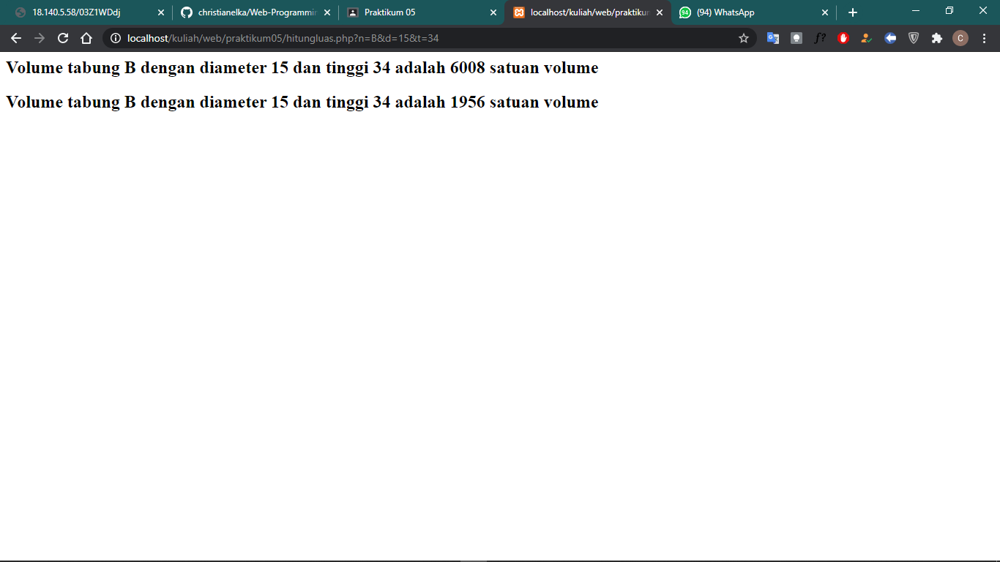 18.140.5.58/03Z1WDdj
christianelka/Web-Programmin
Praktikum 05
localhost/kuliah/web/praktikum
(94) WhatsApp
localhost/kuliah/web/praktikum05/hitungluas.php?n=B&d=15&t=34
Volume tabung B dengan diameter 15 dan tinggi 34 adalah 6008 satuan volume
Volume tabung B dengan diameter 15 dan tinggi 34 adalah 1956 satuan volume